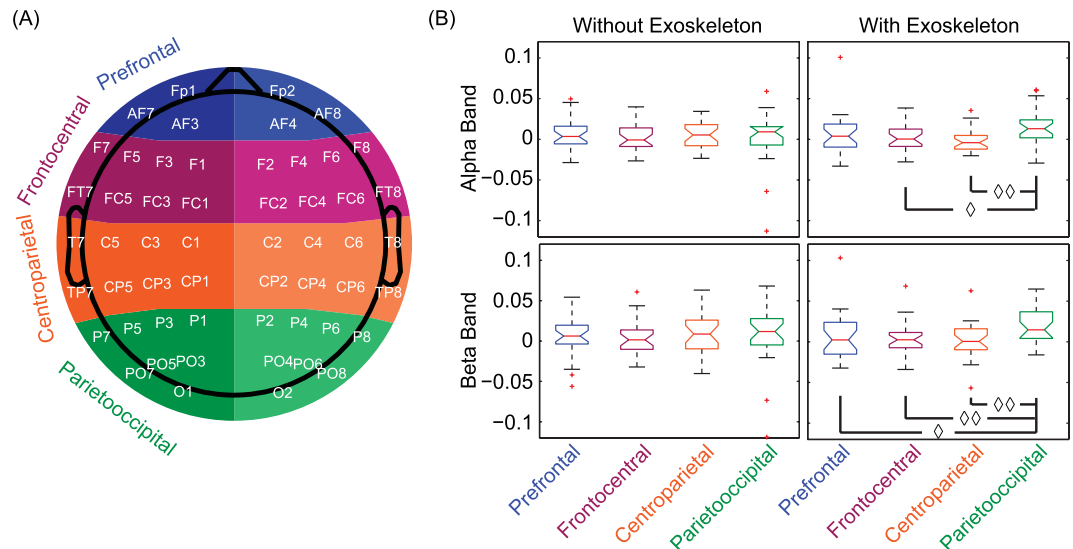 (A)
Prefrontal
Frontocentral
Centroparietal
Parietooccipital
Fp1 Fp2
AF7 AF3 AF4 AF8
F7 F5 F3 F1 F2 F4 F6 F8
FT7 FC5 FC3 FC1 FC2 FC4 FC6 FT8
T7 C5 C3 C1 C2 C4 C6 T8
TP7 CP5 CP3 CP1 CP2 CP4 CP6 TP8
P7 P5 P3 P1 P2 P4 P6 P8
PO7 PO5 PO3 PO4 PO6 PO8
O1 O2
(B)
Without Exoskeleton With Exoskeleton
Alpha Band
0.1
0.05
0
−0.05
−0.1
◊◊
◊
Beta Band
0.1
0.05
0
−0.05
−0.1
◊◊
◊◊
◊
Prefrontal Frontocentral Centroparietal Parietooccipital Prefrontal Frontocentral Centroparietal Parietooccipital